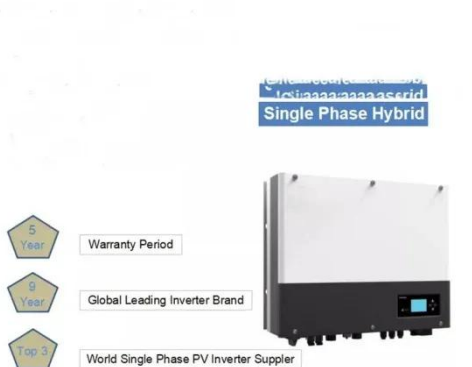 Single Phase Hybrid
5
Year
Warranty Period
9
Year
Global Leading Inverter Brand
Top 3
World Single Phase PV Inverter Suppler